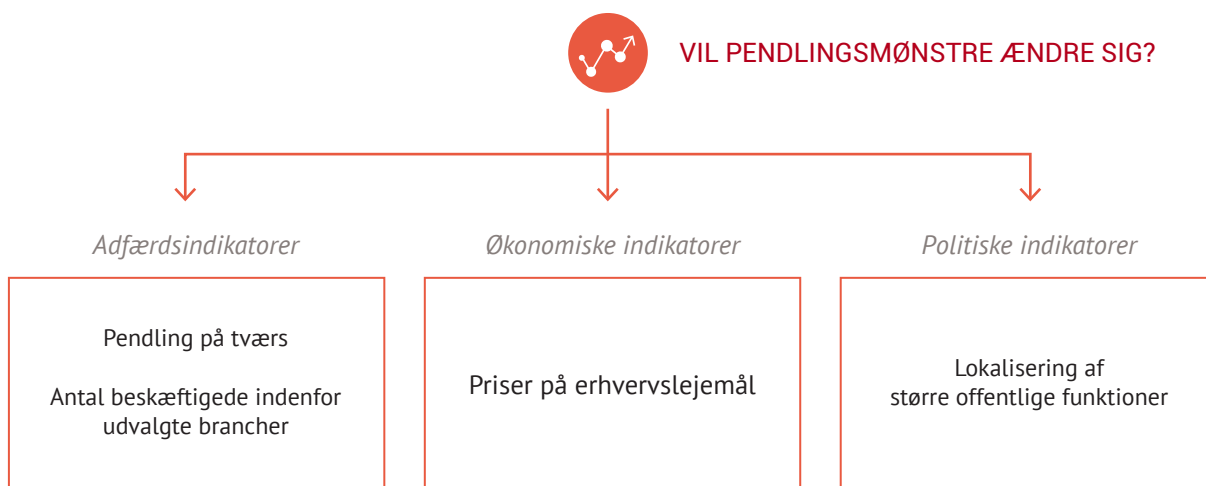 VIL PENDLINGSMØNSTRE ÆNDRE SIG?
Adfærdsindikatorer
Pendling på tværs
Antal beskæftigede indenfor
udvalgte brancher
Økonomiske indikatorer
Priser på erhvervslejemål
Politiske indikatorer
Lokalisering af
større offentlige funktioner